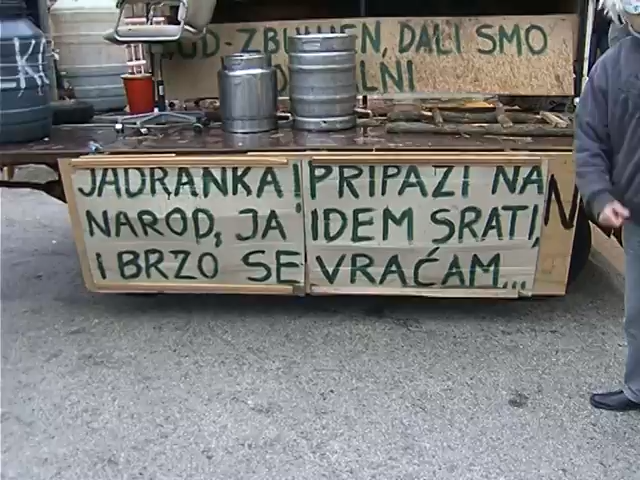 DALI SMO
JADRANKA! PRIPAZI NA
NAROD, JA IDEM SRATI,
I BRZO SE VRAĆAM...